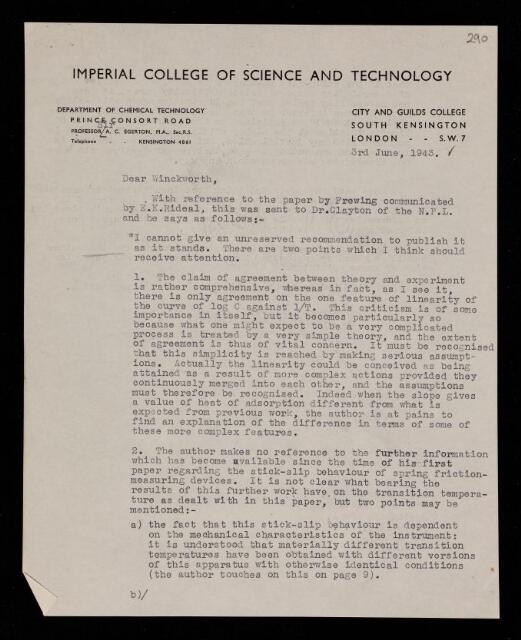 290
IMPERIAL COLLEGE OF SCIENCE AND TECHNOLOGY
DEPARTMENT OF CHEMICAL TECHNOLOGY
PRINCE CONSORT ROAD
PROFESSOR A. C. EGERTON, M.A., Sec.R.S.
Telephone - - KENSINGTON 4861
CITY AND GUILDS COLLEGE
SOUTH KENSINGTON
LONDON - - S.W.7
3rd June, 1943.
Dear Winckworth,
With reference to the paper by Frewing communicated
by E.K.Rideal, this was sent to Dr.Clayton of the N.P.L.
and he says as follows:-
"I cannot give an unreserved recommendation to publish it
as it stands. There are two points which I think should
receive attention.
1. The claim of agreement between theory and experiment
is rather comprehensive, whereas in fact, as I see it,
there is only agreement on the one feature of linearity of
the curve of log C against 1/T. This criticism is of some
importance in itself, but it becomes particularly so
because what one might expect to be a very complicated
process is treated by a very simple theory, and the extent
of agreement is thus of vital concern. It must be recognised
that this simplicity is reached by making serious assumpt-
ions. Actually the linearity could be conceived as being
attained as a result of more complex actions provided they
continuously merged into each other, and the assumptions
must therefore be recognised. Indeed when the slope gives
a value of heat of adsorption different from what is
expected from previous work, the author is at pains to
find an explanation of the difference in terms of some of
these more complex features.
2. The author makes no reference to the further information
which has become available since the time of his first
paper regarding the stick-slip behaviour of spring friction-
measuring devices. It is not clear what bearing the
results of this further work have on the transition tempera-
ture as dealt with in this paper, but two points may be
mentioned:-
a) the fact that this stick-slip behaviour is dependent
on the mechanical characteristics of the instrument:
it is understood that materially different transition
temperatures have been obtained with different versions
of this apparatus with otherwise identical conditions
(the author touches on this on page 9).
b)/